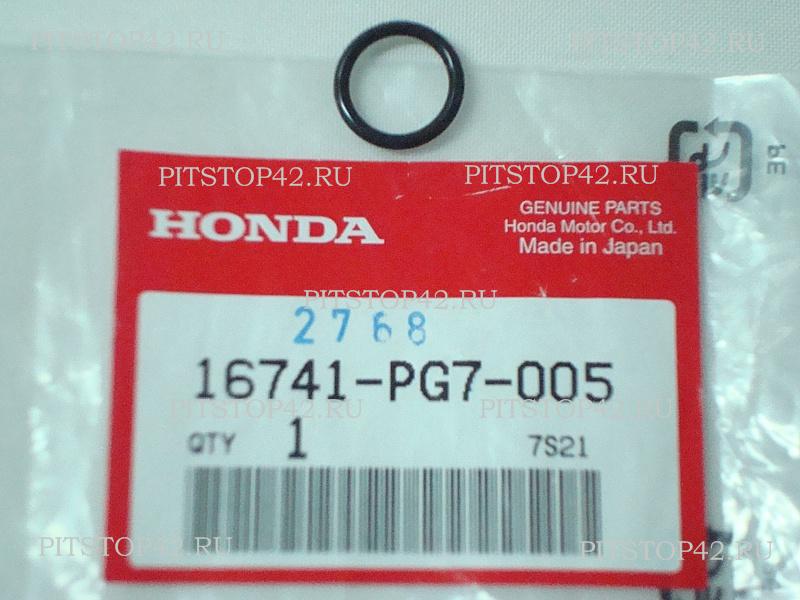 PITSTOP42.RU PITSTOP42.RU
PE
PITSTOP42.RU PITSTOP42.RU
HONDA
GENUINE PARTS
Honda Motor Co., Ltd.
Made in Japan
PITSTOP42.RU
2768
16741-PG7-005
PITSTOP42.RU PITSTOP42.RU
QTY 1 7S21
PITSTOP42.RU PITSTOP42.RU